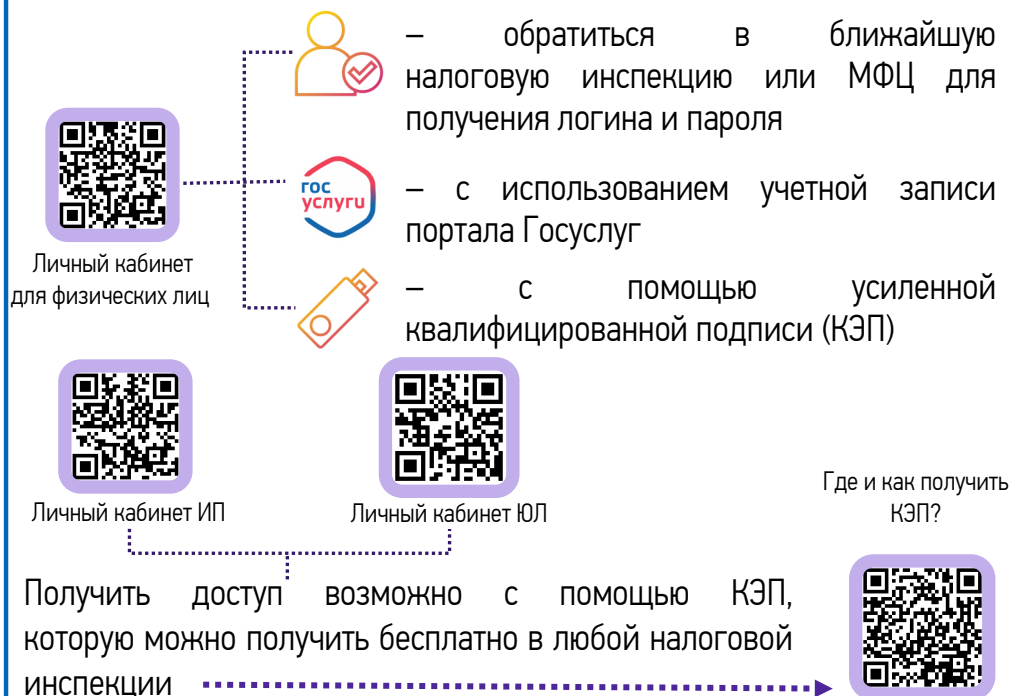 – обратиться в ближайшую
налоговую инспекцию или МФЦ для
получения логина и пароля
гос
услуги
– с использованием учетной записи
портала Госуслуг
Личный кабинет
для физических лиц
– с помощью усиленной
квалифицированной подписи (КЭП)
Личный кабинет ИП
Личный кабинет ЮЛ
Где и как получить
КЭП?
Получить доступ возможно с помощью КЭП,
которую можно получить бесплатно в любой налоговой
инспекции